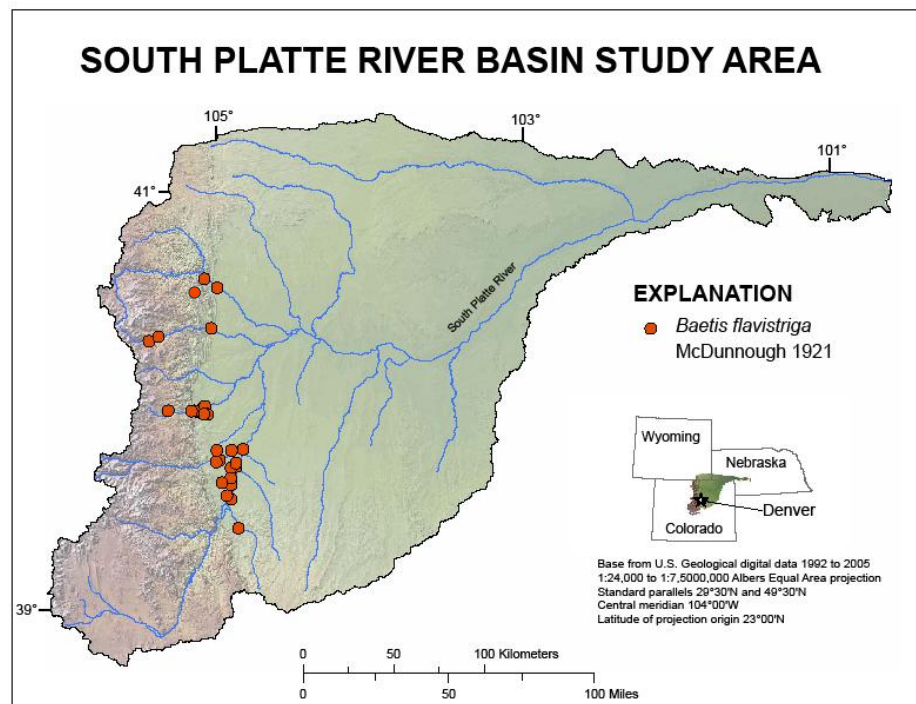 SOUTH PLATTE RIVER BASIN STUDY AREA
105°
103°
101°
41°
South Platte River
EXPLANATION
Baetis flavistriga
McDunnough 1921
Wyoming
Nebraska
Denver
Colorado
Base from U.S. Geological digital data 1992 to 2005
1:24,000 to 1:7,5000,000 Albers Equal Area projection
Standard parallels 29°30'N and 49°30'N
Central meridian 104°00'W
Latitude of projection origin 23°00'N
39°
0 50 100 Kilometers
0 50 100 Miles